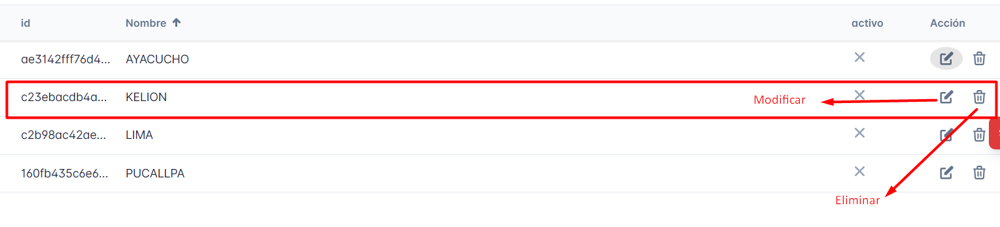 id Nombre activo Acción
ae3142fff76d4... AYACUCHO
c23ebacdb4a... KELION Modificar
c2b98ac42ae... LIMA
160fb435c6e6... PUCALLPA
Eliminar